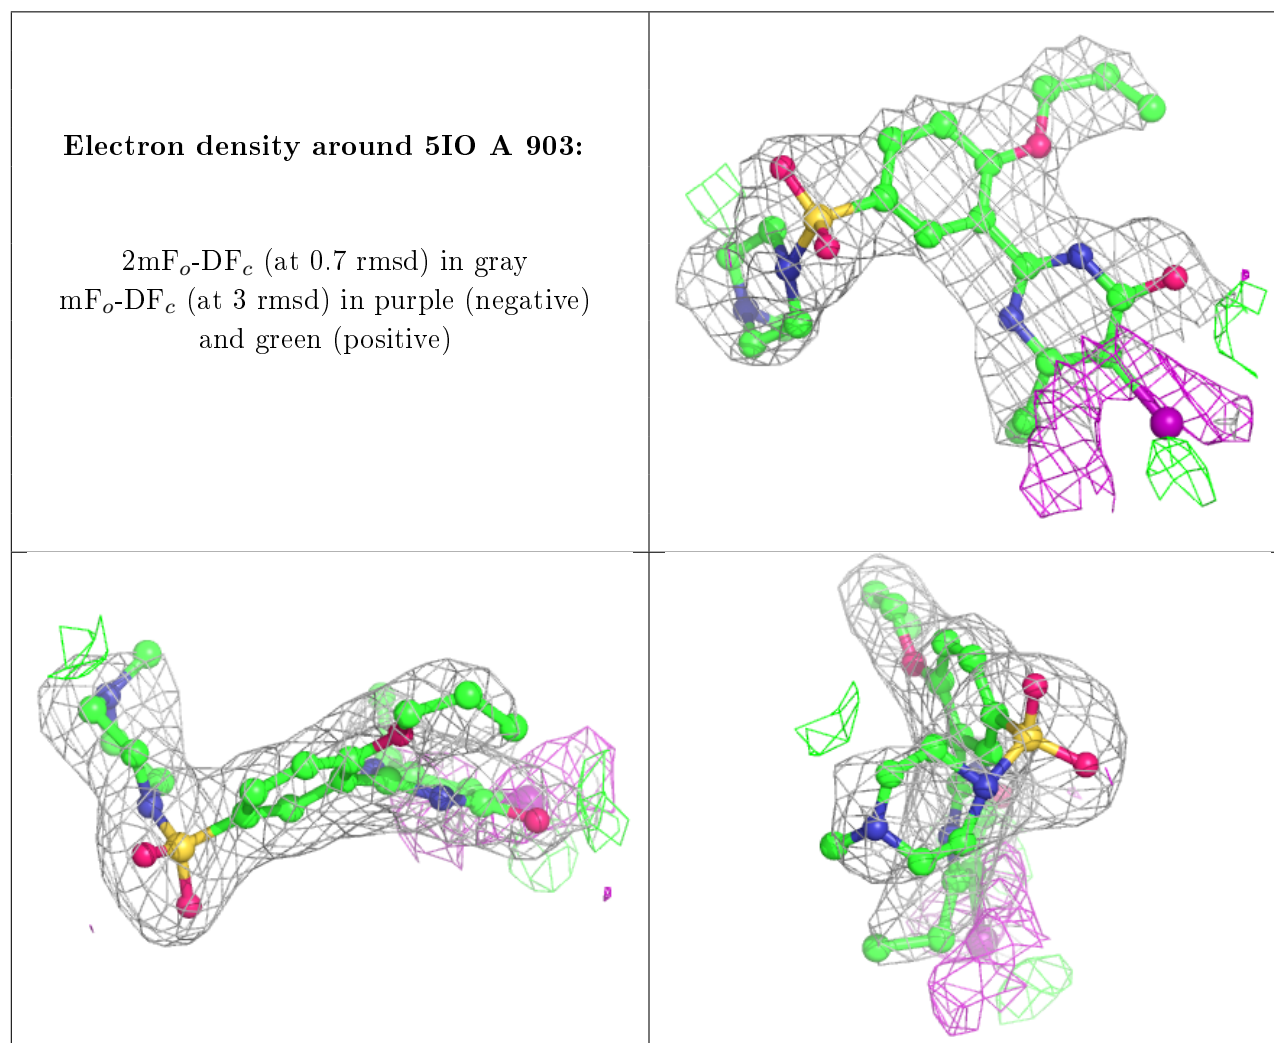 Electron density around 5IO A 903:
2mFo-DFc (at 0.7 rmsd) in gray
mFo-DFc (at 3 rmsd) in purple (negative)
and green (positive)